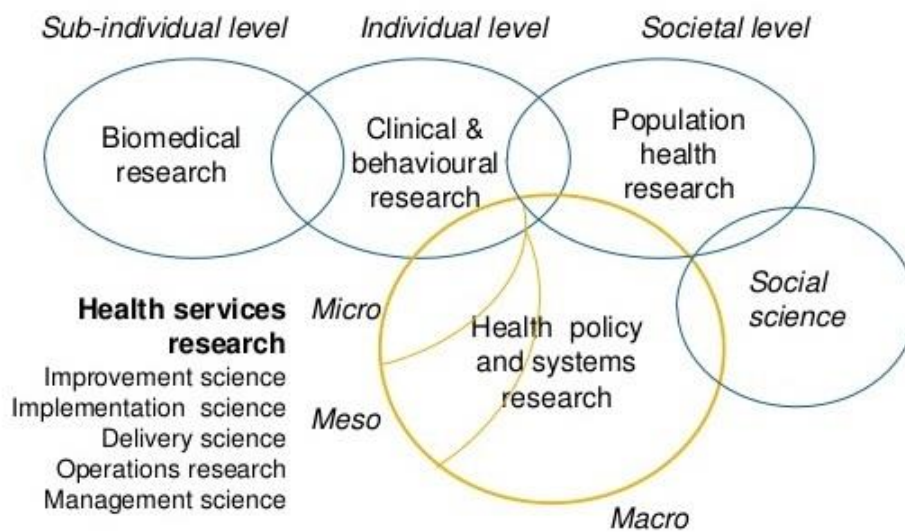 Sub-individual level
Individual level
Societal level
Biomedical
research
Clinical &
behavioural
research
Population
health
research
Social
science
Health services
research
Improvement science
Implementation science
Delivery science
Operations research
Management science
Micro
Meso
Macro
Health policy
and systems
research